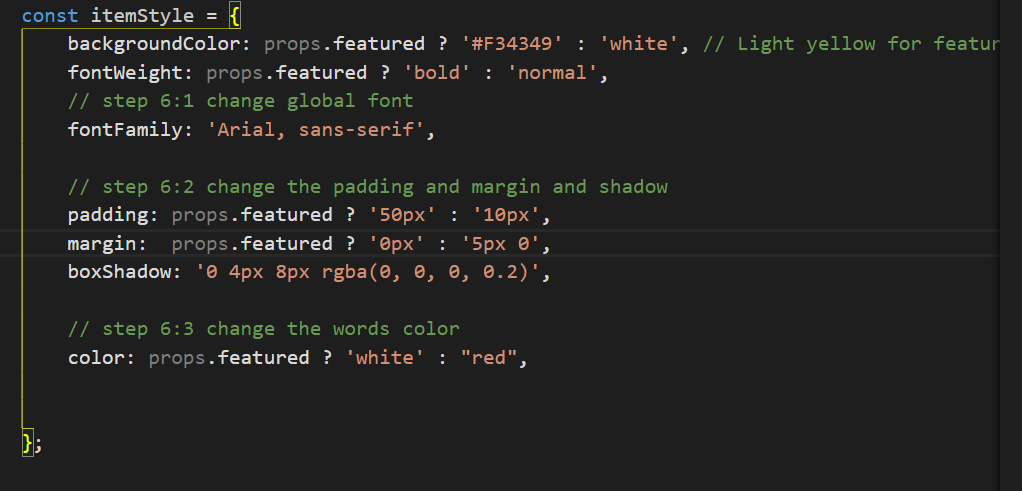 const itemStyle = {
backgroundColor: props.featured ? '#F34349' : 'white', // Light yellow for featur
fontWeight: props.featured ? 'bold' : 'normal',
// step 6:1 change global font
fontFamily: 'Arial, sans-serif',
// step 6:2 change the padding and margin and shadow
padding: props.featured ? '50px' : '10px',
margin:  props.featured ? '0px' : '5px 0',
boxShadow: '0 4px 8px rgba(0, 0, 0, 0.2)',
// step 6:3 change the words color
color: props.featured ? 'white' : "red",
};